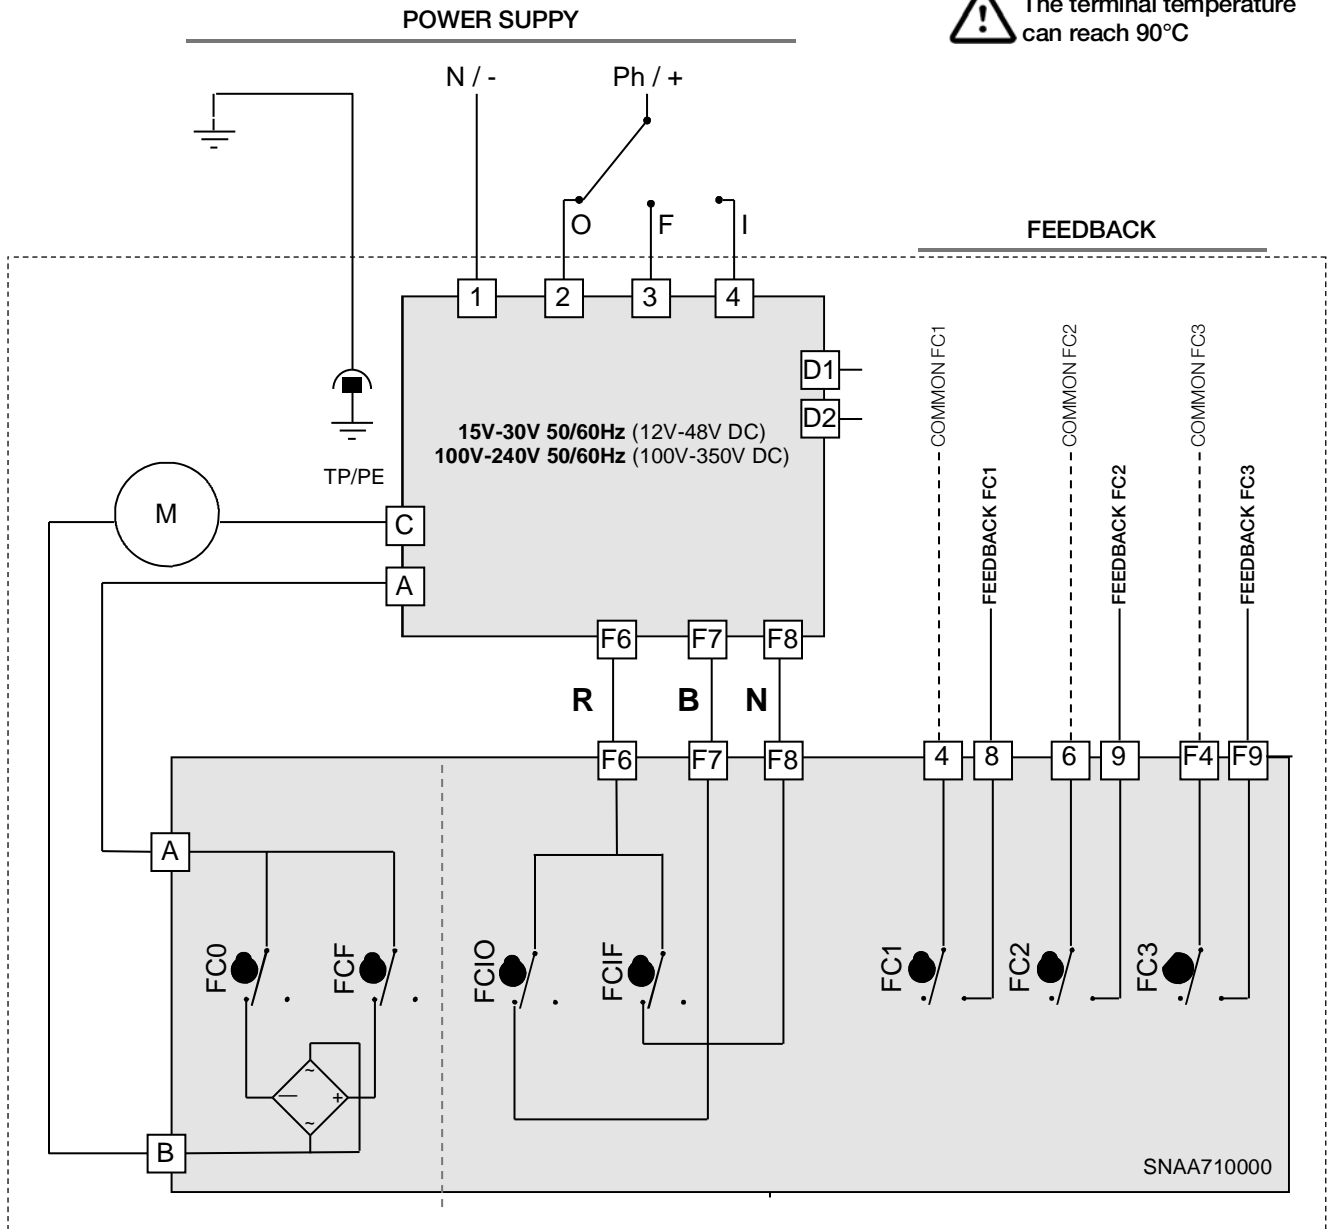 POWER SUPPY
The terminal temperature
can reach 90°C
N / -
Ph / +
O
F
I
FEEDBACK
1
2
3
4
D1
D2
15V-30V 50/60Hz (12V-48V DC)
100V-240V 50/60Hz (100V-350V DC)
TP/PE
M
C
A
F6
F7
F8
R
B
N
COMMON FC1
FEEDBACK FC1
COMMON FC2
FEEDBACK FC2
COMMON FC3
FEEDBACK FC3
F6
F7
F8
4
8
6
9
F4
F9
A
FC0
FCF
FCIO
FCIF
FC1
FC2
FC3
~
—
+
~
B
SNAA710000